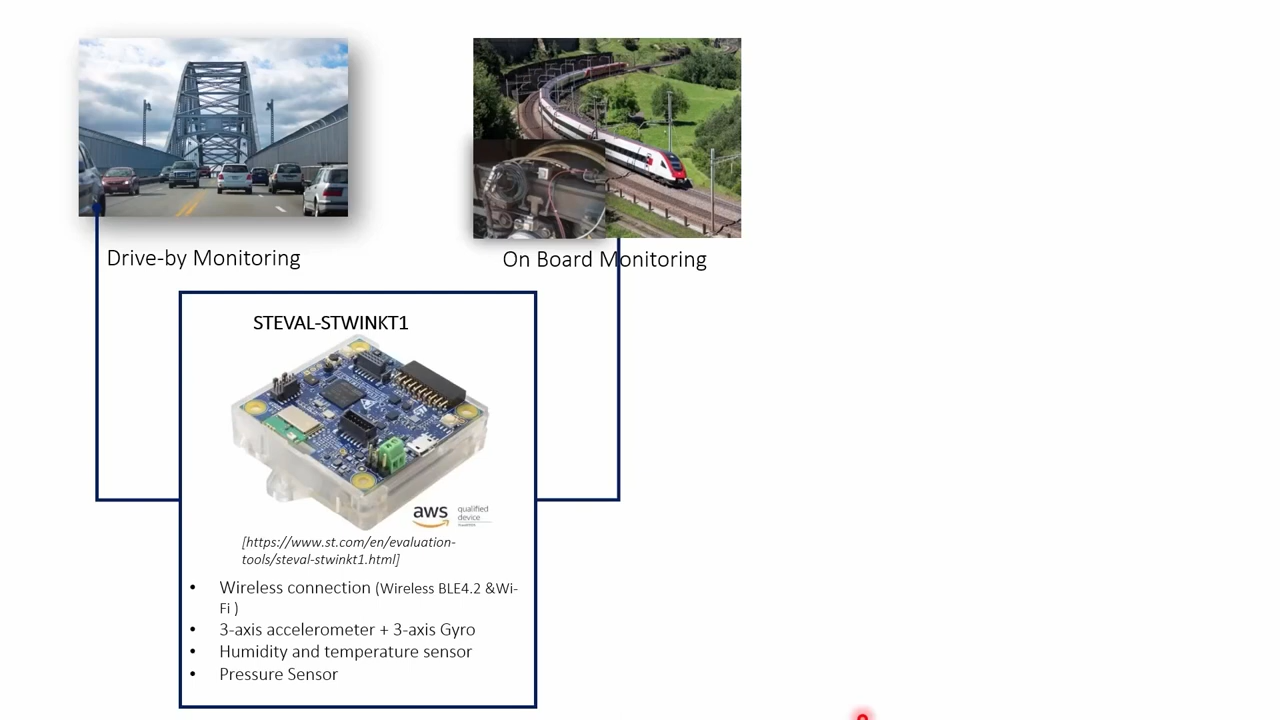 Drive-by Monitoring
On Board Monitoring
STEVAL-STWINKT1
aws
qualified
device
[https://www.st.com/en/evaluation-
tools/steval-stwinkt1.html]
• Wireless connection (Wireless BLE4.2 &Wi-
Fi )
• 3-axis accelerometer + 3-axis Gyro
• Humidity and temperature sensor
• Pressure Sensor